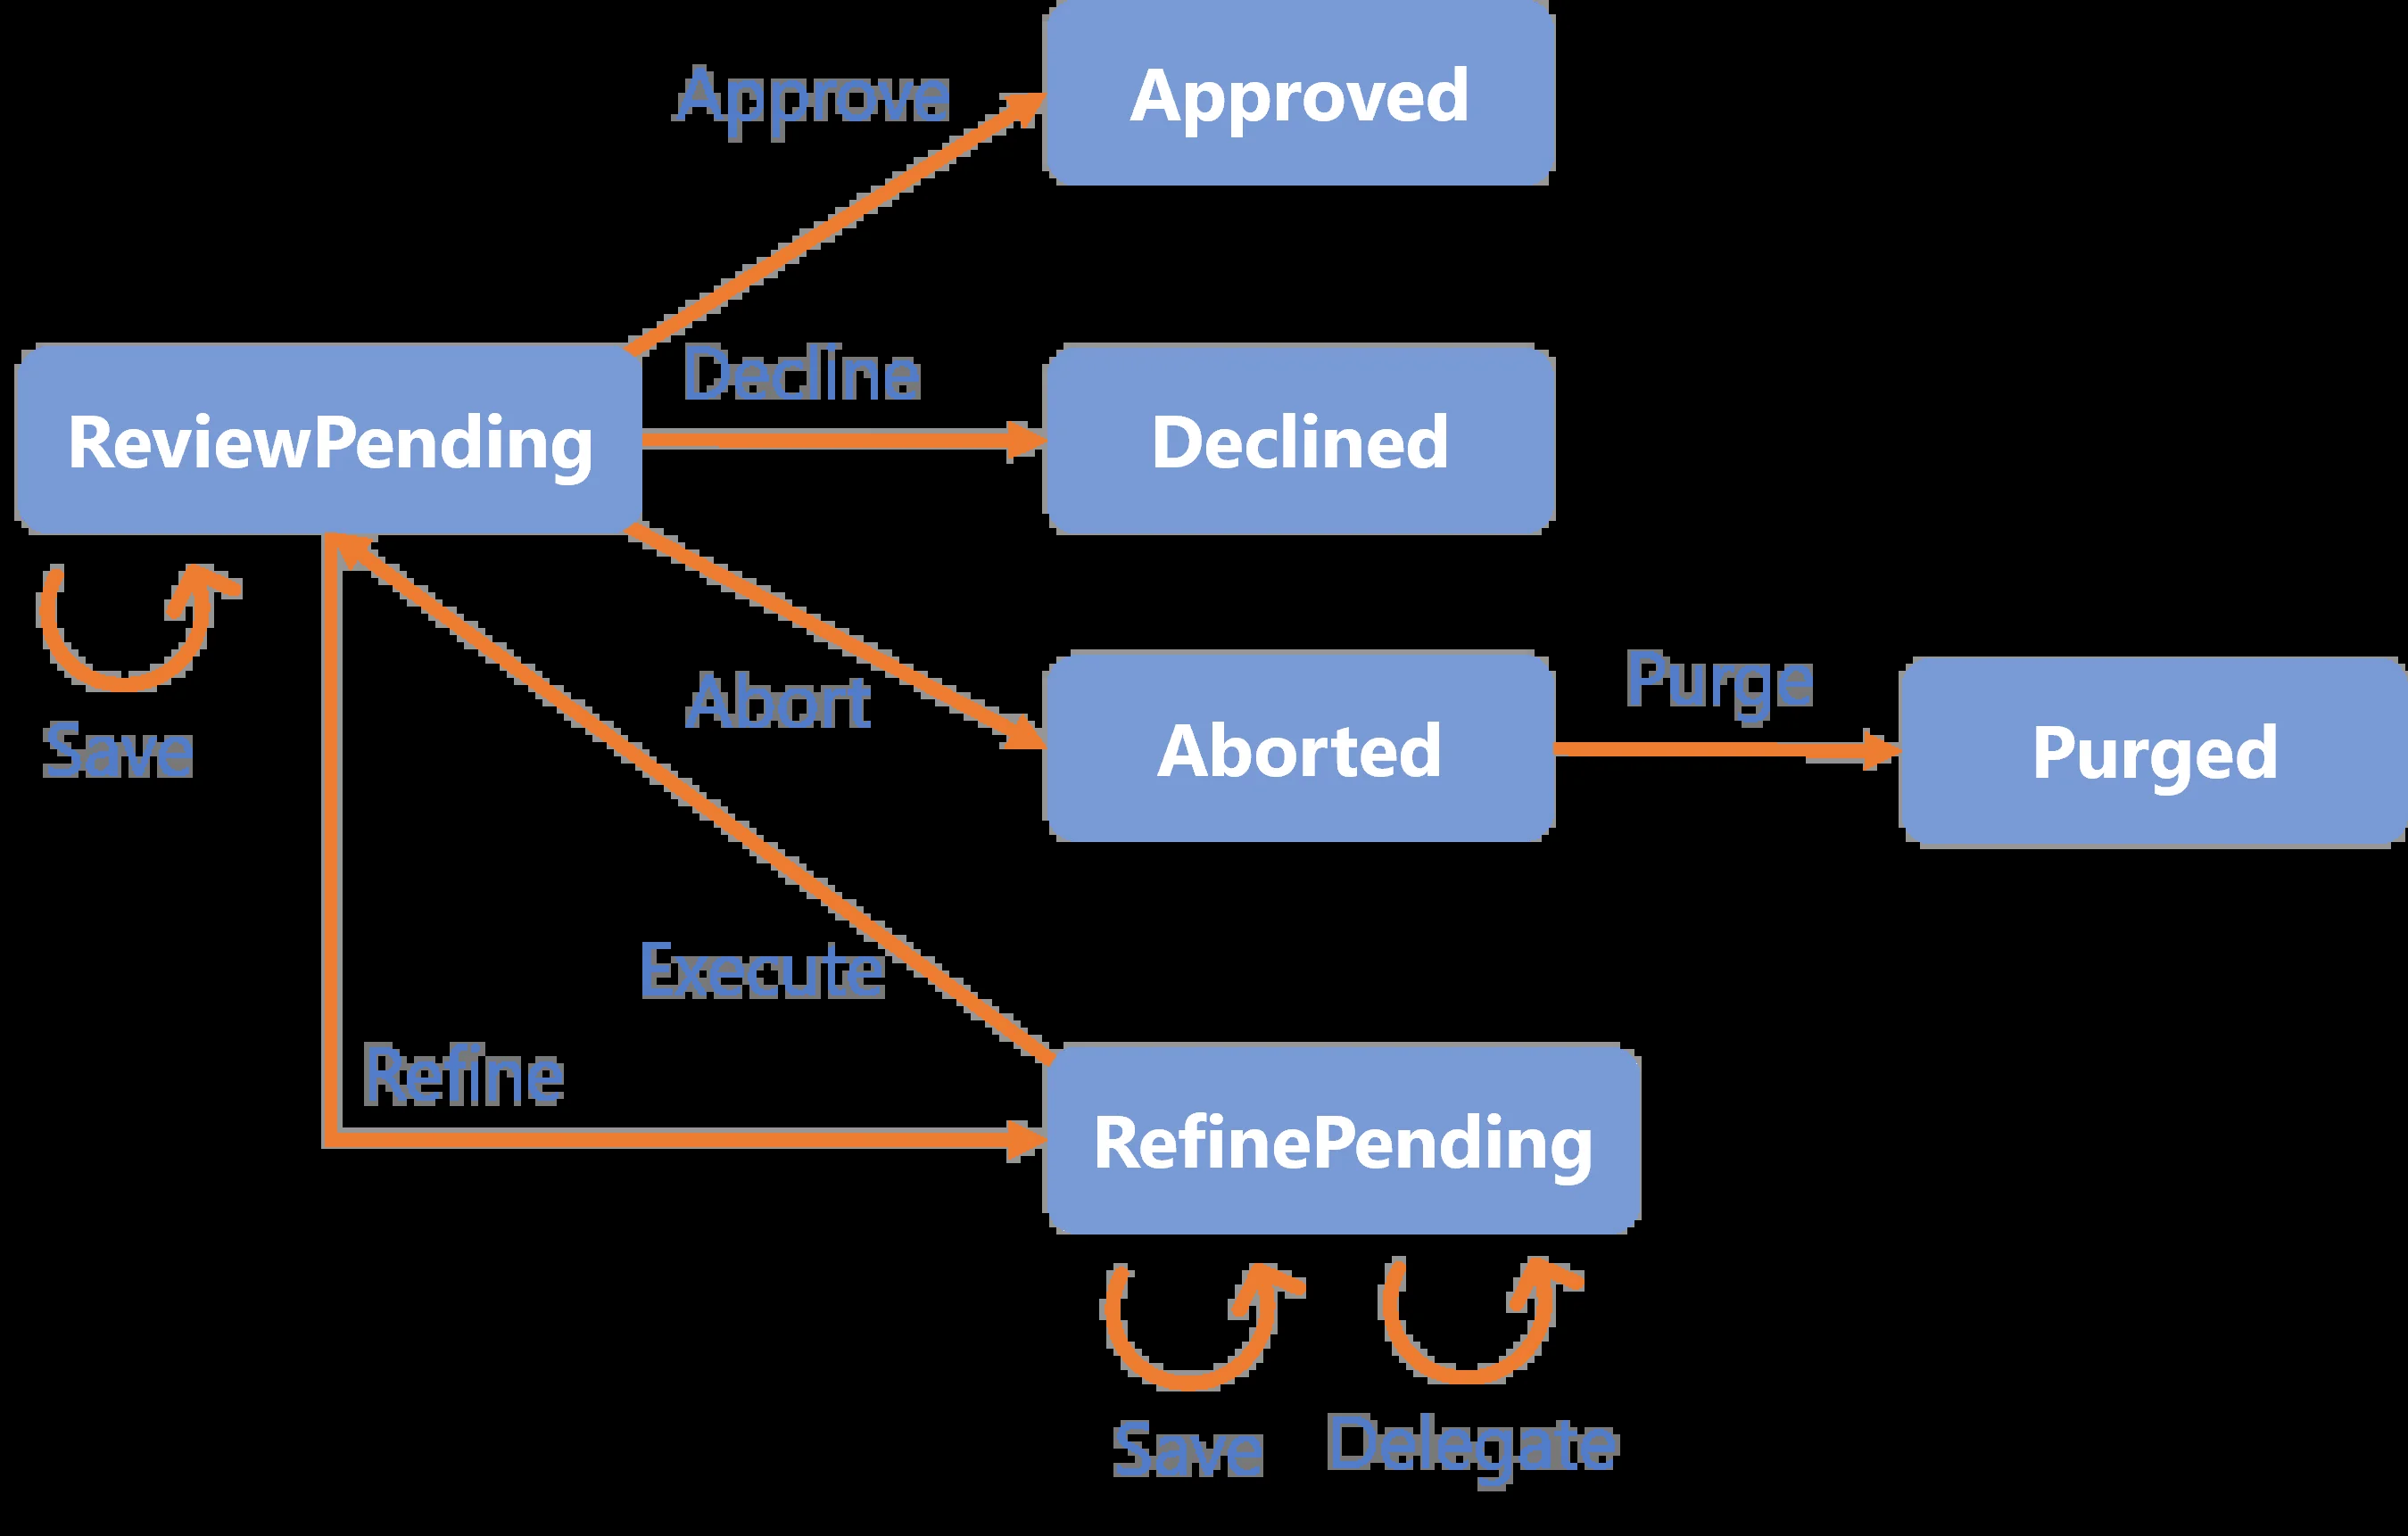 Approve
Approved
Decline
ReviewPending
Declined
Abort
Purge
Save
Aborted
Purged
Execute
Refine
RefinePending
Save
Delegate